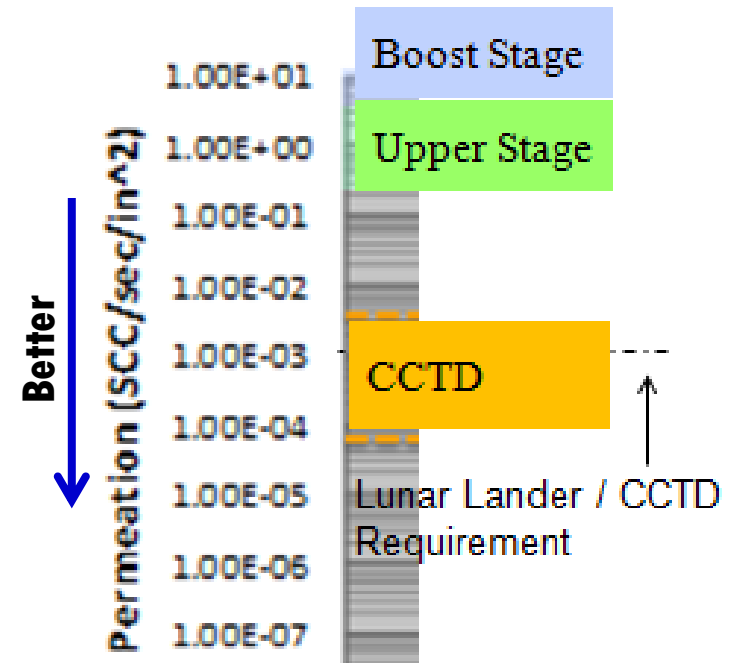 Boost Stage
1.00E+01
Upper Stage
1.00E+00
Permeation (SCC/sec/in^2)
Better
1.00E-01
1.00E-02
1.00E-03
CCTD
1.00E-04
1.00E-05
Lunar Lander / CCTD
Requirement
1.00E-06
1.00E-07